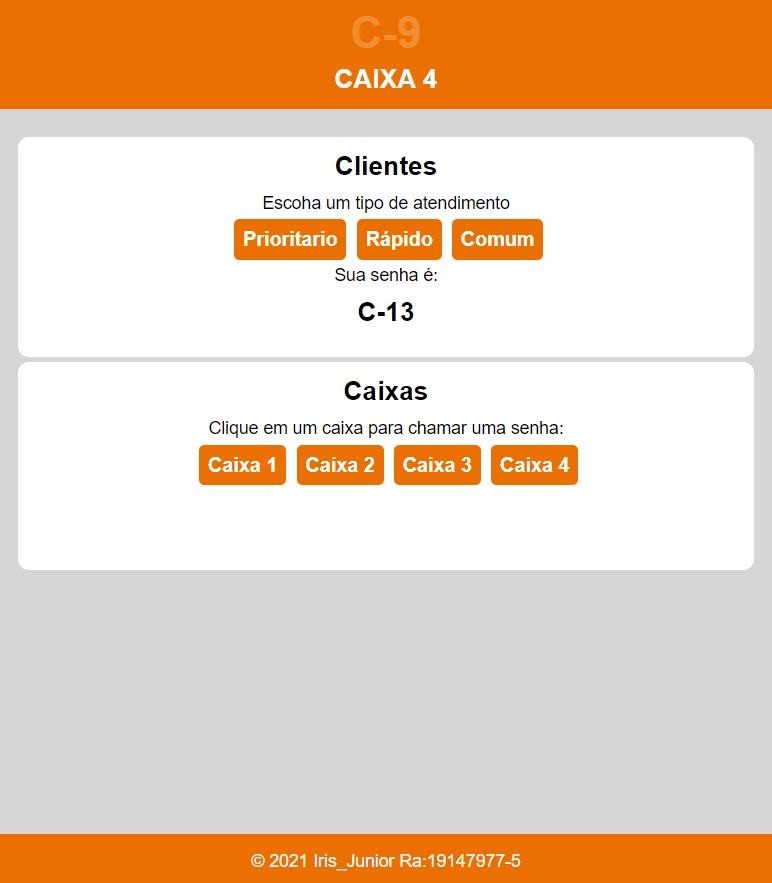 C-9
CAIXA 4
Clientes
Escoha um tipo de atendimento
Prioritario Rápido Comum
Sua senha é:
C-13
Caixas
Clique em um caixa para chamar uma senha:
Caixa 1 Caixa 2 Caixa 3 Caixa 4
© 2021 Iris_Junior Ra:19147977-5